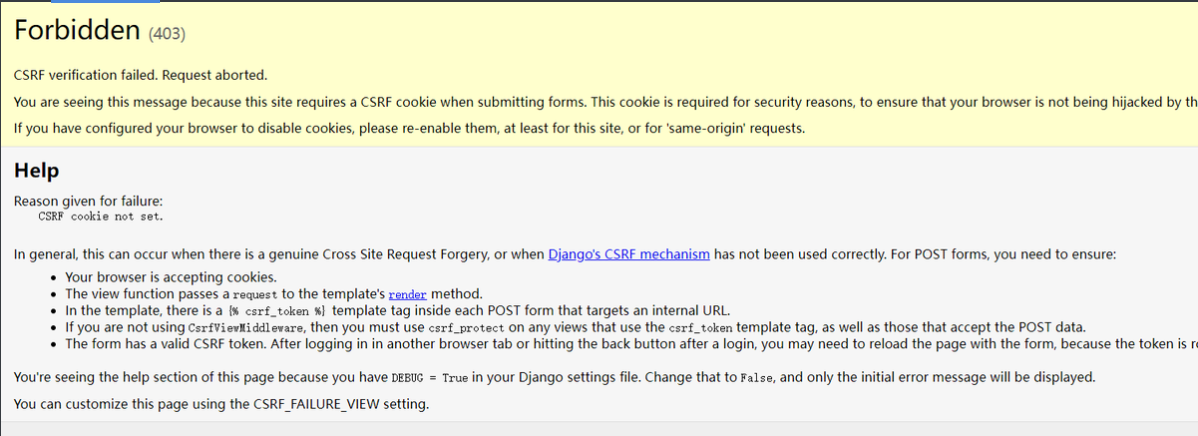 Forbidden (403)
CSRF verification failed. Request aborted.
You are seeing this message because this site requires a CSRF cookie when submitting forms. This cookie is required for security reasons, to ensure that your browser is not being hijacked by th
If you have configured your browser to disable cookies, please re-enable them, at least for this site, or for 'same-origin' requests.
Help
Reason given for failure:
CSRF cookie not set.
In general, this can occur when there is a genuine Cross Site Request Forgery, or when Django's CSRF mechanism has not been used correctly. For POST forms, you need to ensure:
• Your browser is accepting cookies.
• The view function passes a request to the template's render method.
• In the template, there is a {% csrf_token %} template tag inside each POST form that targets an internal URL.
• If you are not using CsrfViewMiddleware, then you must use csrf_protect on any views that use the csrf_token template tag, as well as those that accept the POST data.
• The form has a valid CSRF token. After logging in in another browser tab or hitting the back button after a login, you may need to reload the page with the form, because the token is r
You're seeing the help section of this page because you have DEBUG = True in your Django settings file. Change that to False, and only the initial error message will be displayed.
You can customize this page using the CSRF_FAILURE_VIEW setting.